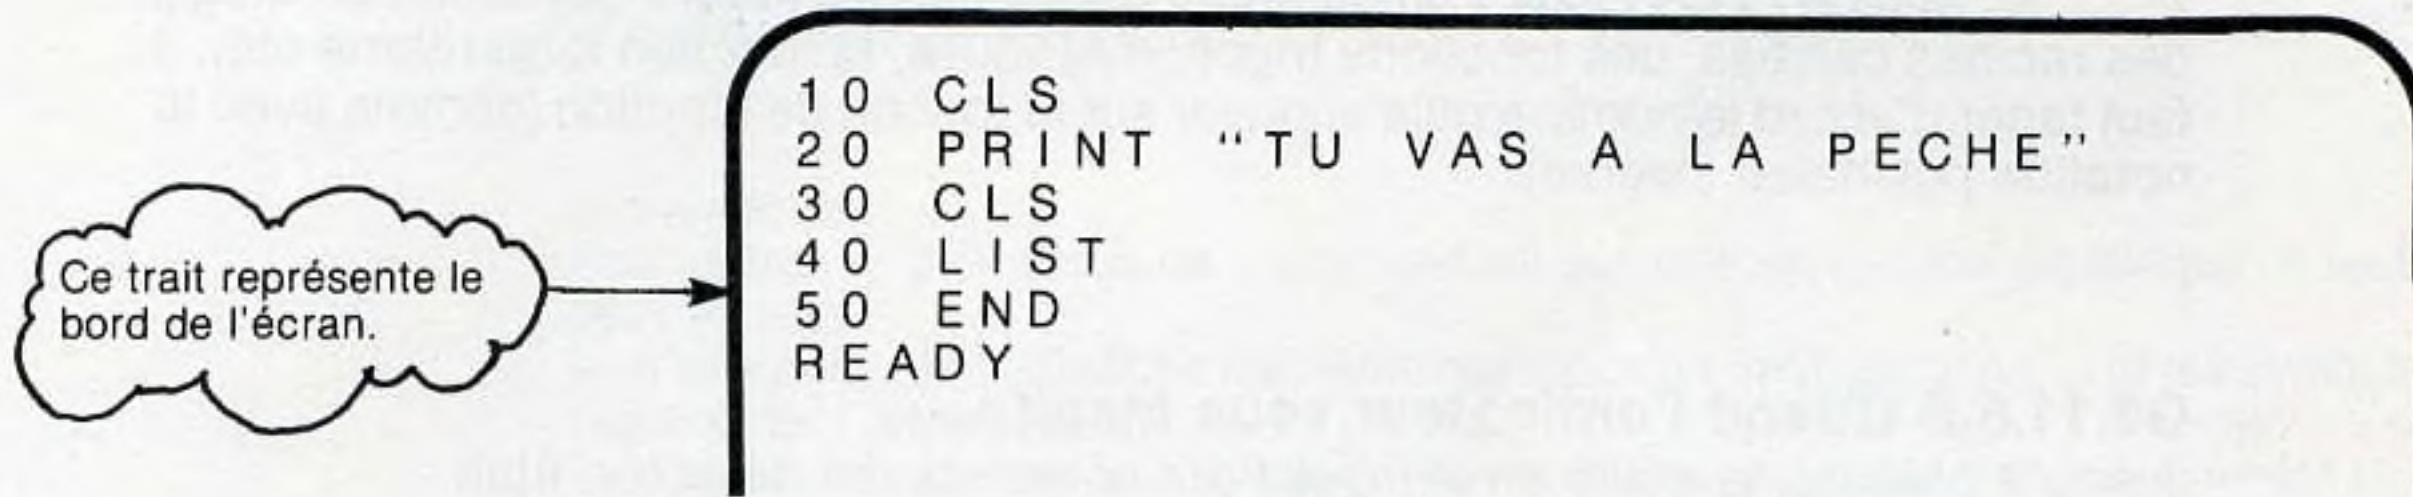 10 CLS
20 PRINT “TU VAS A LA PECHE”
30 CLS
40 LIST
50 END
READY
Ce trait représente le
bord de l'écran.